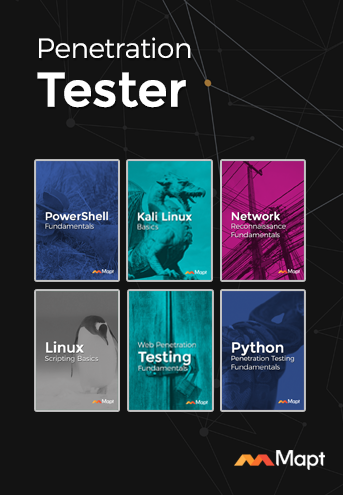 Penetration
Tester
PowerShell
Fundamentals
Mapt
Kali Linux
Basics
Mapt
Network
Reconnaissance
Fundamentals
Mapt
Linux
Scripting Basics
Mapt
Web Penetration
Testing
Fundamentals
Mapt
Python
Penetration Testing
Fundamentals
Mapt
Mapt